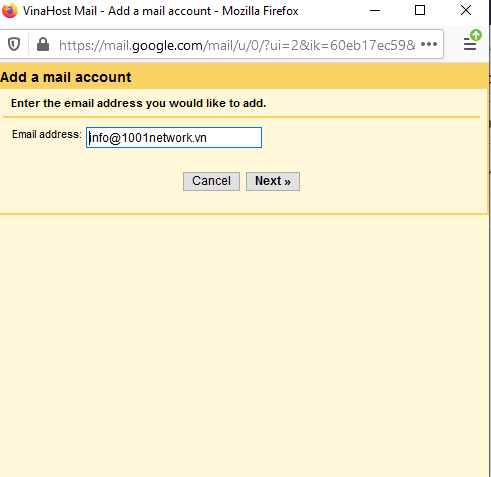 VinaHost Mail - Add a mail account - Mozilla Firefox
https://mail.google.com/mail/u/0/?ui=2&ik=60eb17ec59&
Add a mail account
Enter the email address you would like to add.
Email address: info@1001network.vn
Cancel Next »